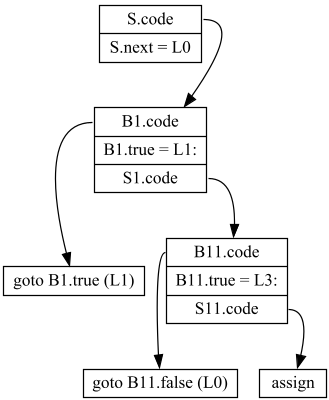 S.code
S.next = L0
B1.code
B1.true = L1:
S1.code
goto B1.true (L1)
B11.code
B11.true = L3:
S11.code
goto B11.false (L0)
assign